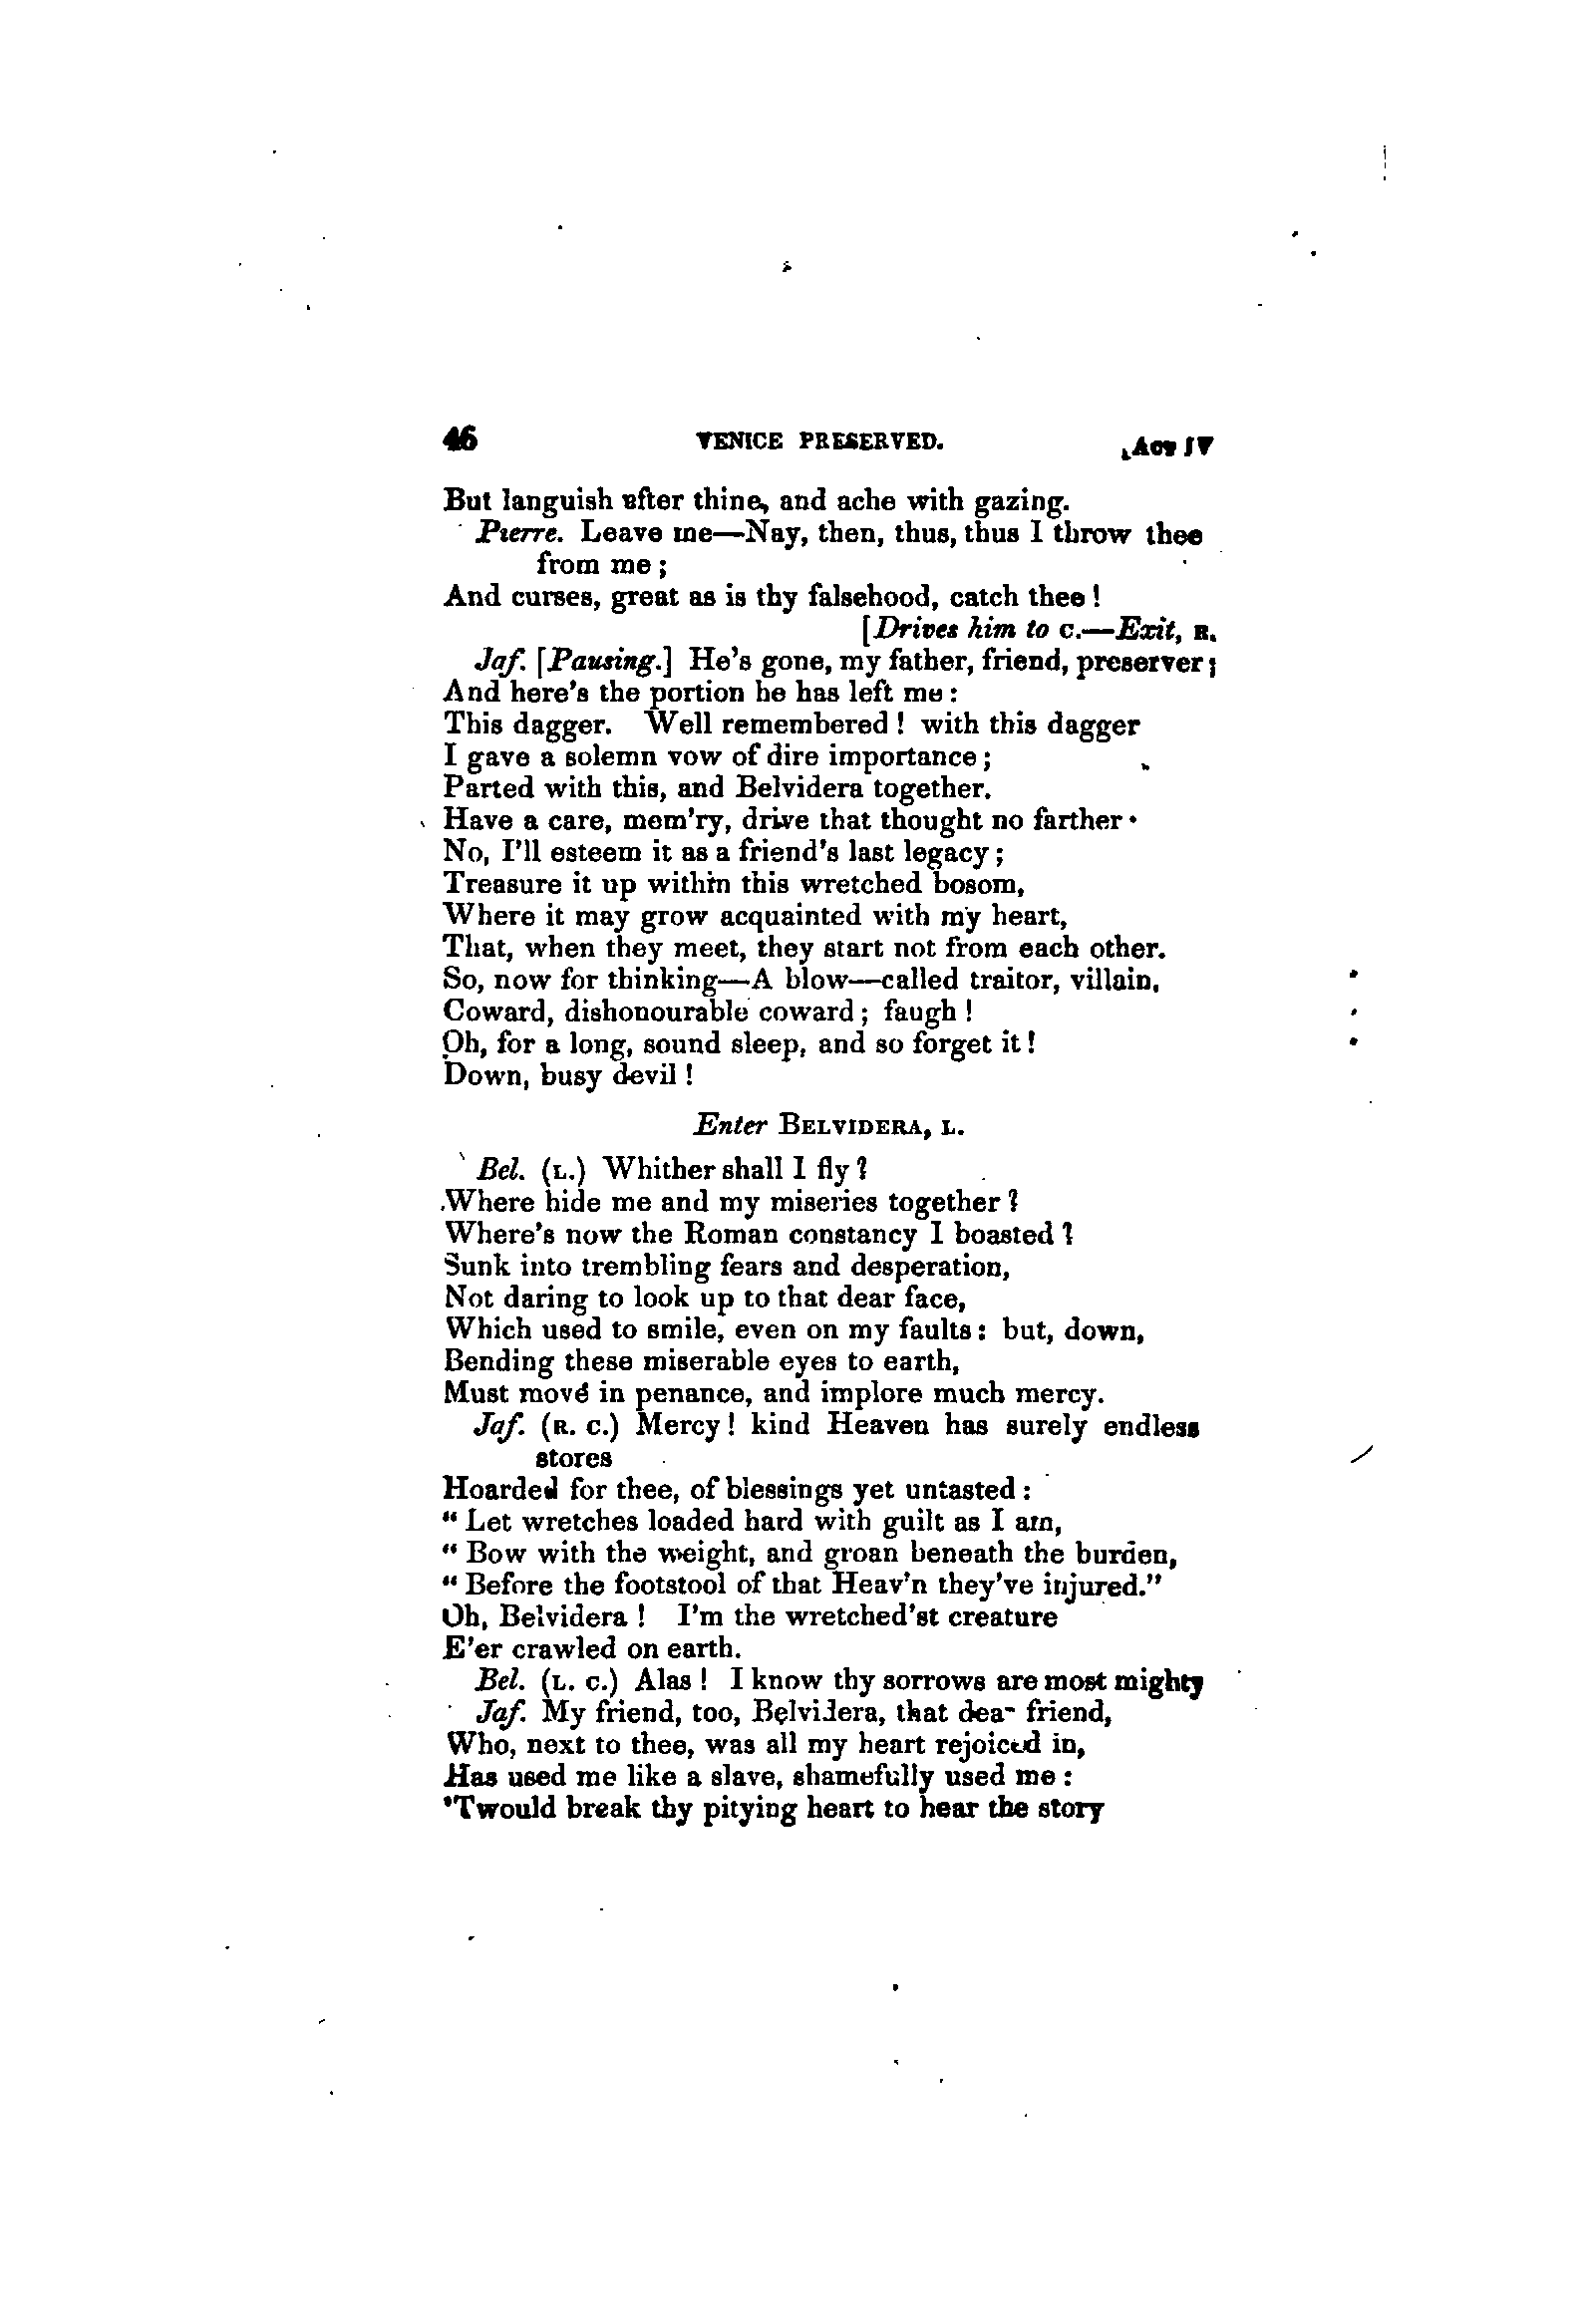 46 VENICE PRESERVED. [Act IV
But languish after thine, and ache with gazing.
Pierre. Leave me—Nay, then, thus, thus I throw thee
from me;
And curses, great as is thy falsehood, catch thee!
[Drives him to C.—Exit, R.
Jaf. [Pausing.] He's gone, my father, friend, preserver;
And here's the portion he has left me:
This dagger. Well remembered! with this dagger
I gave a solemn vow of dire importance;
Parted with this, and Belvidera together.
Have a care, mem'ry, drive that thought no farther·
No, I'll esteem it as a friend's last legacy;
Treasure it up within this wretched bosom,
Where it may grow acquainted with my heart,
That, when they meet, they start not from each other.
So, now for thinking—A blow—called traitor, villain,
Coward, dishonourable coward; faugh!
Oh, for a long, sound sleep, and so forget it!
Down, busy devil!
Enter BELVIDERA, L.
Bel. (L.) Whither shall I fly?
Where hide me and my miseries together?
Where's now the Roman constancy I boasted?
Sunk into trembling fears and desperation,
Not daring to look up to that dear face,
Which used to smile, even on my faults: but, down,
Bending these miserable eyes to earth,
Must move in penance, and implore much mercy.
Jaf. (R. C.) Mercy! kind Heaven has surely endless
stores
Hoarded for thee, of blessings yet untasted:
“Let wretches loaded hard with guilt as I am,
“Bow with the weight, and groan beneath the burden,
“Before the footstool of that Heav'n they've injured.”
Oh, Belvidera! I'm the wretched'st creature
E'er crawled on earth.
Bel. (L. C.) Alas! I know thy sorrows are most mighty
Jaf. My friend, too, Belvidera, that dear friend,
Who, next to thee, was all my heart rejoiced in,
Has used me like a slave, shamefully used me:
'Twould break thy pitying heart to hear the story